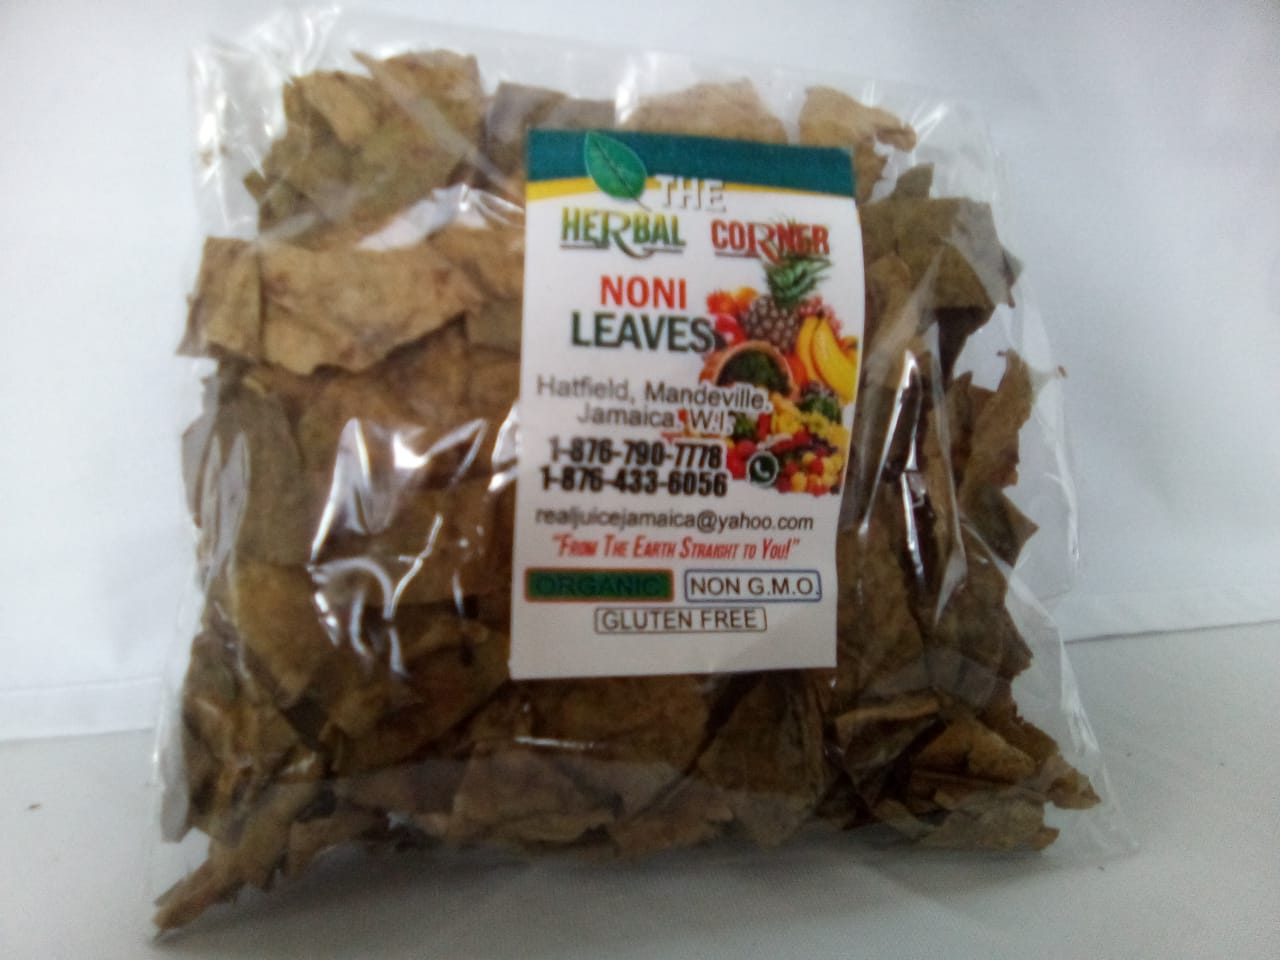 THE
HERBAL CORNER
NONI
LEAVES
Hatfield, Mandeville,
Jamaica, W.I.
1-876-790-7778
1-876-433-6056
realjuicejamaica@yahoo.com
"FROM THE EARTH STRAIGHT TO YOU!"
ORGANIC NON G.M.O.
GLUTEN FREE